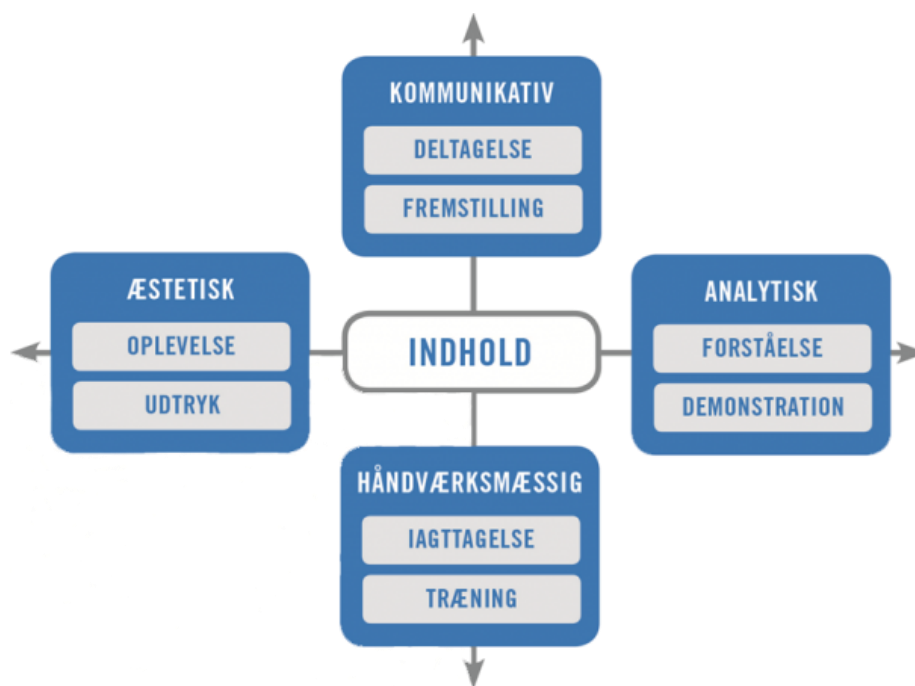 KOMMUNIKATIV
DELTAGELSE
FREMSTILLING
ÆSTETISK
OPLEVELSE
UDTRYK
INDHOLD
ANALYTISK
FORSTÅELSE
DEMONSTRATION
HÅNDVÆRKSMÆSSIG
IAGTTAGELSE
TRÆNING